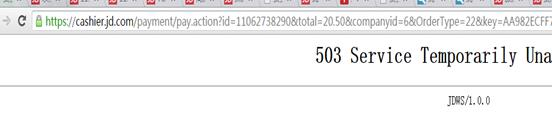 https://cashier.jd.com/payment/pay.action?id=11062738290&total=20.50&companyid=6&OrderType=22&key=AA982ECFF7
503 Service Temporarily Una
JDWS/1.0.0